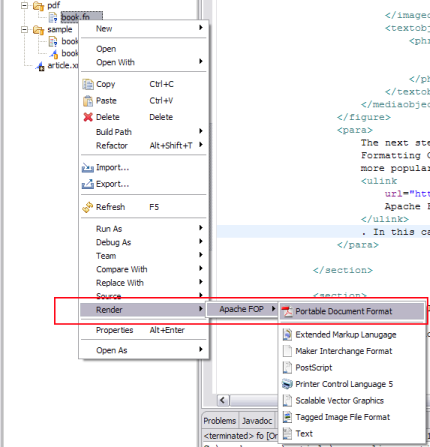 pdf
book.fo
sample
book
book
article.x
New
Open
Open With
Copy Ctrl+C
Paste Ctrl+V
Delete Delete
Build Path
Refactor Alt+Shift+T
Import...
Export...
Refresh F5
Run As
Debug As
Team
Compare With
Replace With
Source
Render
Properties Alt+Enter
Open As
Apache FOP
Portable Document Format
Extended Markup Lanugage
Maker Interchange Format
PostScript
Printer Control Language 5
Scalable Vector Graphics
Tagged Image File Format
Text
</imageo
<textobj
<phr
</ph
</textob
</mediaobjec
</figure>
<para>
The next ste
Formatting O
more popular
<ulink
url="htt
Apache F
</ulink>
. In this ca
</para>
</section>
<section>
Problems Javadoc
<terminated> fo [Or